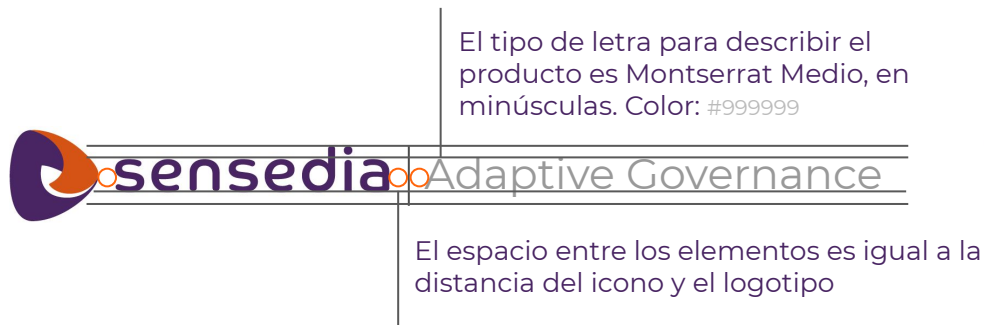 El tipo de letra para describir el
producto es Montserrat Medio, en
minúsculas. Color: #999999
sensedia Adaptive Governance
El espacio entre los elementos es igual a la
distancia del icono y el logotipo